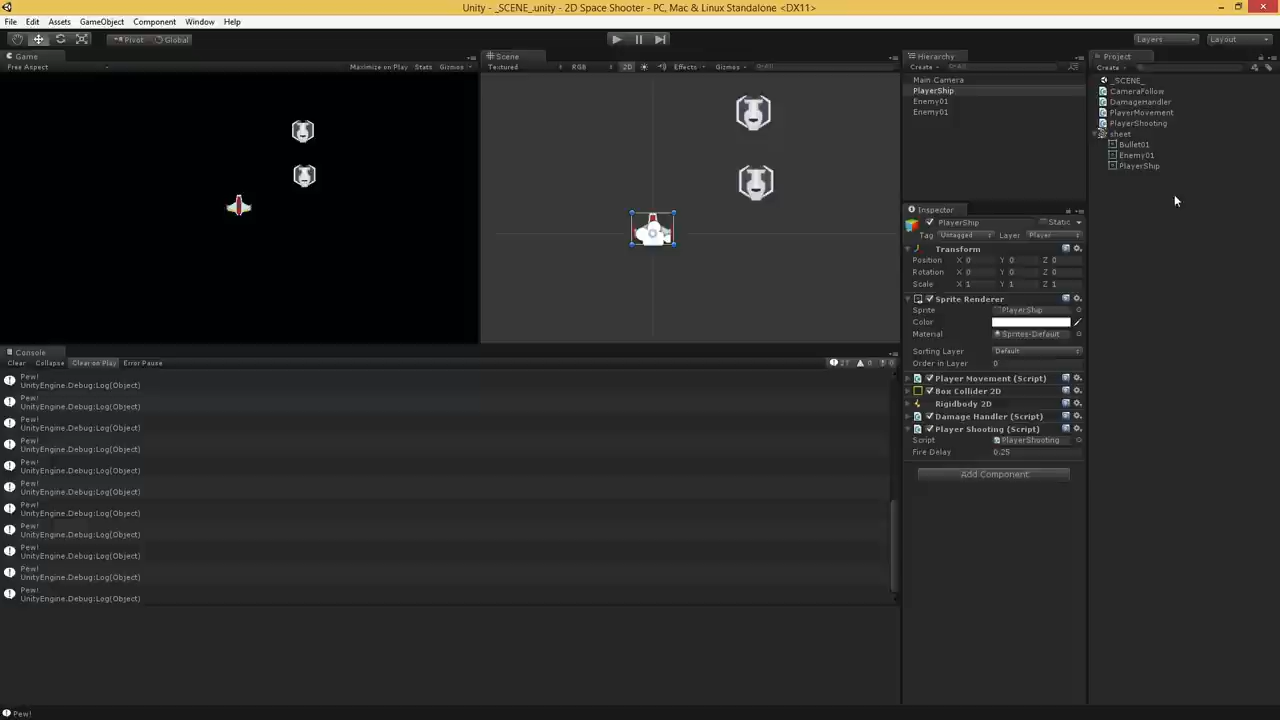 Unity - _SCENE_.unity - 2D Space Shooter - PC, Mac & Linux Standalone <DX11>
File Edit Assets GameObject Component Window Help
Pivot Global Layers Layout
Game
Free Aspect Maximize on Play Stats Gizmos
Scene
Textured RGB 2D Effects Gizmos All
Hierarchy
Create All
Main Camera
PlayerShip
Enemy01
Enemy01
Project
Create
_SCENE_
CameraFollow
DamageHandler
PlayerMovement
PlayerShooting
sheet
Bullet01
Enemy01
PlayerShip
Inspector
PlayerShip Static
Tag Untagged Layer Player
Transform
Position X 0 Y 0 Z 0
Rotation X 0 Y 0 Z 0
Scale X 1 Y 1 Z 1
Sprite Renderer
Sprite PlayerShip
Color
Material Sprites-Default
Sorting Layer Default
Order in Layer 0
Player Movement (Script)
Box Collider 2D
Rigidbody 2D
Damage Handler (Script)
Player Shooting (Script)
Script PlayerShooting
Fire Delay 0.25
Add Component
Console
Clear Collapse Clear on Play Error Pause 27 0 0
Pew!
UnityEngine.Debug:Log(Object)
Pew!
UnityEngine.Debug:Log(Object)
Pew!
UnityEngine.Debug:Log(Object)
Pew!
UnityEngine.Debug:Log(Object)
Pew!
UnityEngine.Debug:Log(Object)
Pew!
UnityEngine.Debug:Log(Object)
Pew!
UnityEngine.Debug:Log(Object)
Pew!
UnityEngine.Debug:Log(Object)
Pew!
UnityEngine.Debug:Log(Object)
Pew!
UnityEngine.Debug:Log(Object)
Pew!
UnityEngine.Debug:Log(Object)
Pew!